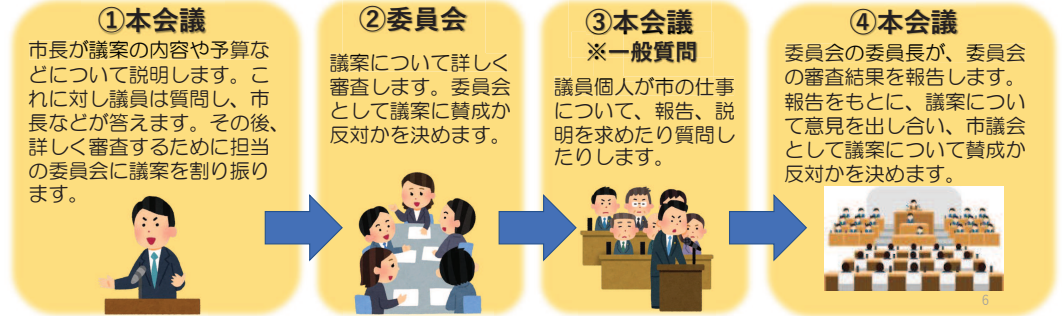 ①本会議
市長が議案の内容や予算な
どについて説明します。こ
れに対し議員は質問し、市
長などが答えます。その後、
詳しく審査するために担当
の委員会に議案を割り振り
ます。
②委員会
議案について詳しく
審査します。委員会
として議案に賛成か
反対かを決めます。
③本会議
※一般質問
議員個人が市の仕事
について、報告、説
明を求めたり質問し
たりします。
④本会議
委員会の委員長が、委員会
の審査結果を報告します。
報告をもとに、議案につい
て意見を出し合い、市議会
として議案について賛成か
反対かを決めます。
6